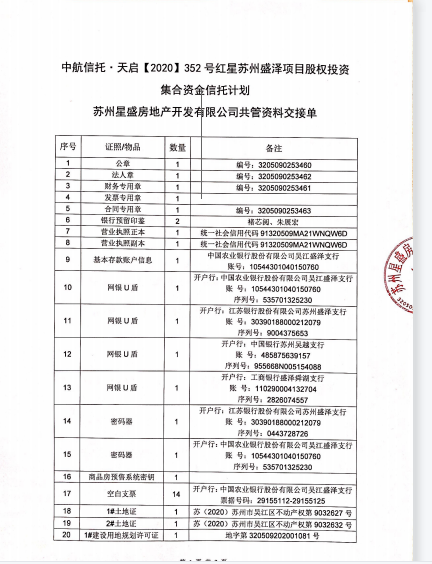 中航信托·天启【2020】352号红星苏州盛泽项目股权投资
集合资金信托计划
苏州星盛房地产开发有限公司共管资料交接单
序号 证照/物品 数量 备注
1 公章 1 编号：3205090253460
2 法人章 1 编号：3205090253462
3 财务专用章 1 编号：3205090253461
4 发票专用章 1
5 合同专用章 1 编号：3205090253463
6 银行预留印鉴 2 褚芯阅、朱展宏
7 营业执照正本 1 统一社会信用代码 91320509MA21WNQW6D
8 营业执照副本 1 统一社会信用代码 91320509MA21WNQW6D
9 基本存款账户信息 1 中国农业银行股份有限公司吴江盛泽支行
账号：10544301040150760
10 网银 U 盾 1 开户行：中国农业银行股份有限公司吴江盛泽支行
账 号：10544301040150760
序列号：535701325230
11 网银 U 盾 1 开户行：江苏银行股份有限公司苏州盛泽支行
账 号：30390188000212079
序列号：9004375653
12 网银 U 盾 1 开户行：中国银行苏州吴越支行
账 号：485875639157
序列号：955668N005154088
13 网银 U 盾 1 开户行：工商银行盛泽舜湖支行
账 号：110290004132704
序列号：2826074557
14 密码器 1 开户行：江苏银行股份有限公司苏州盛泽支行
账 号：30390188000212079
序列号：0443728726
15 密码器 1 开户行：中国农业银行股份有限公司吴江盛泽支行
账 号：10544301040150760
序列号：535701325230
16 商品房预售系统密钥 1
17 空白支票 14 开户行：中国农业银行股份有限公司吴江盛泽支行
票据号码：29155112-29155125
18 1#土地证 1 苏（2020）苏州市吴江区不动产权第 9032627 号
19 2#土地证 1 苏（2020）苏州市吴江区不动产权第 9032632 号
20 1#建设用地规划许可证 1 地字第 320509202001081 号
苏州星盛房